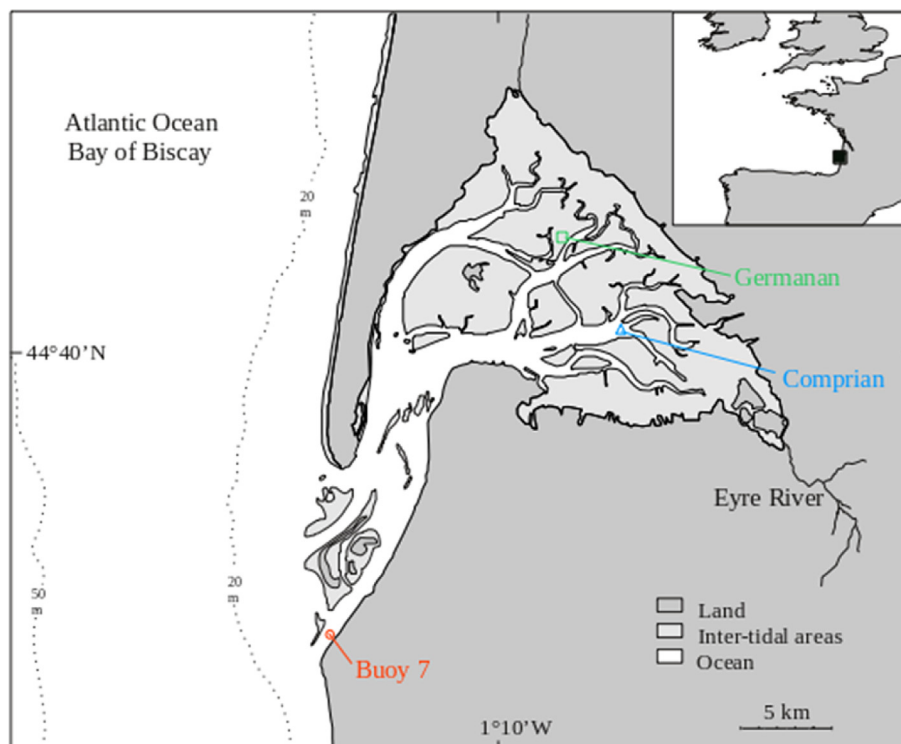 Atlantic Ocean
Bay of Biscay
20
m
Germanan
44°40'N
Comprian
Eyre River
50
m
20
m
Land
Inter-tidal areas
Ocean
Buoy 7
1°10'W
5 km